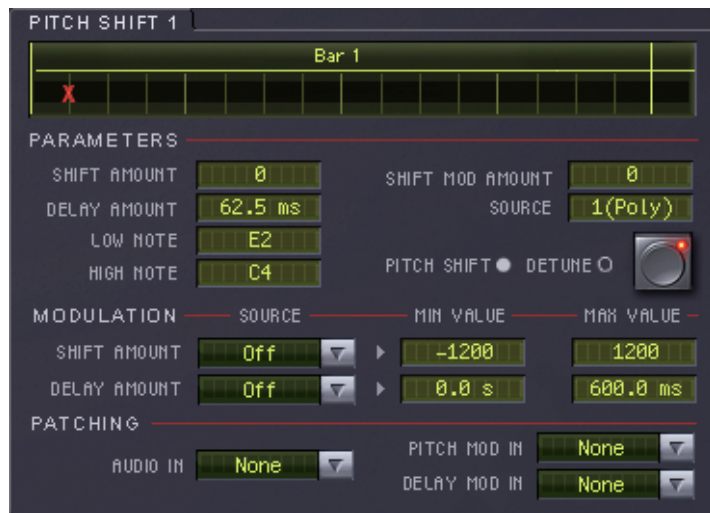 PITCH SHIFT 1
Bar 1
X
PARAMETERS
SHIFT AMOUNT 0 SHIFT MOD AMOUNT 0
DELAY AMOUNT 62.5 ms SOURCE 1(Poly)
LOW NOTE E2
HIGH NOTE C4 PITCH SHIFT DETUNE
MODULATION SOURCE MIN VALUE MAX VALUE
SHIFT AMOUNT Off -1200 1200
DELAY AMOUNT Off 0.0 s 600.0 ms
PATCHING
AUDIO IN None PITCH MOD IN None
DELAY MOD IN None